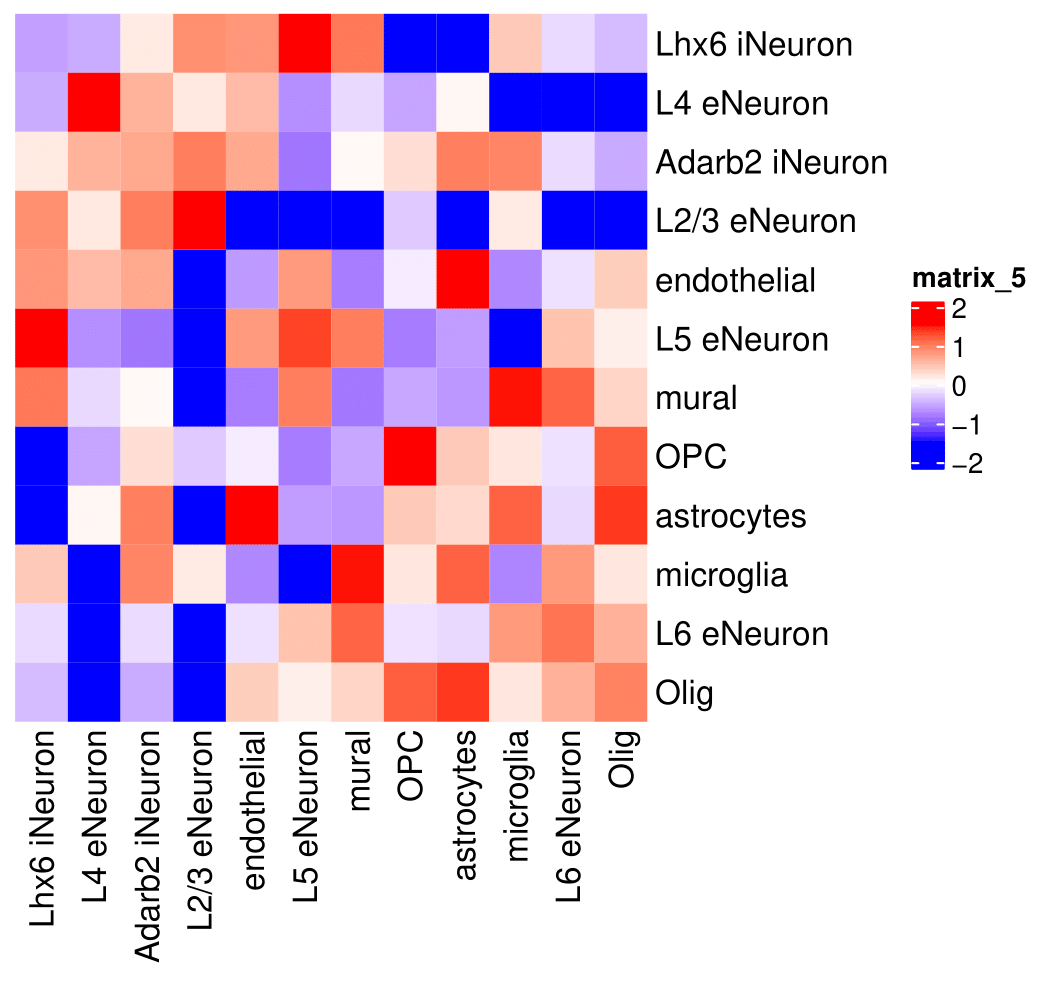 Lhx6 iNeuron
L4 eNeuron
Adarb2 iNeuron
L2/3 eNeuron
endothelial
L5 eNeuron
mural
OPC
astrocytes
microglia
L6 eNeuron
Olig
matrix_5
2
1
0
−1
−2
Lhx6 iNeuron
L4 eNeuron
Adarb2 iNeuron
L2/3 eNeuron
endothelial
L5 eNeuron
mural
OPC
astrocytes
microglia
L6 eNeuron
Olig